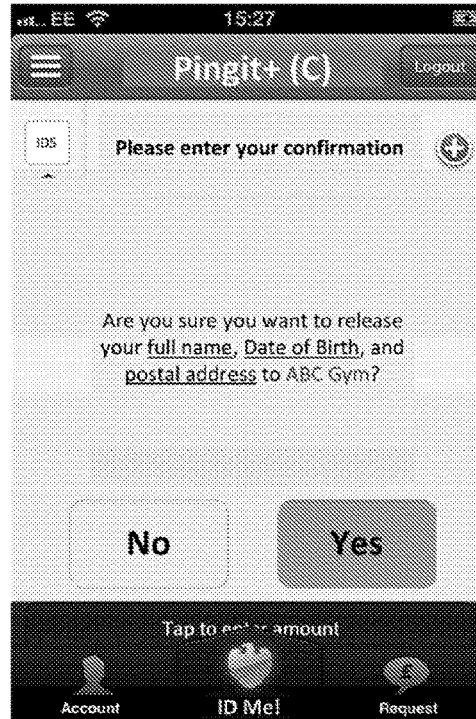 EE 15:27
Pingit+ (C) Logout
IDS
Please enter your confirmation
Are you sure you want to release
your full name, Date of Birth, and
postal address to ABC Gym?
No Yes
Tap to enter amount
£
Account ID Me! Request